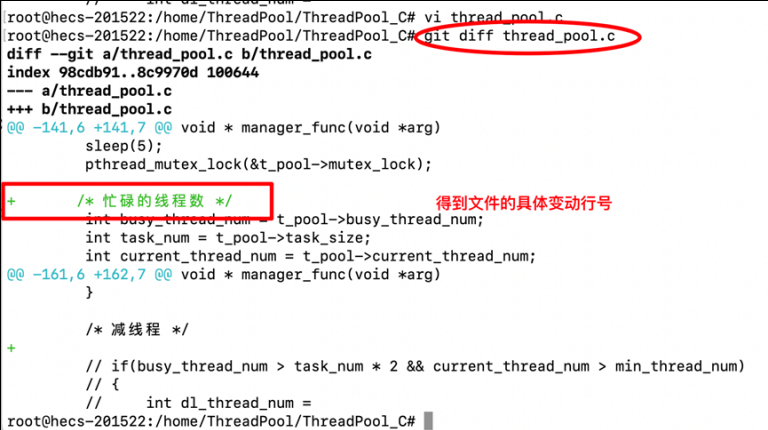 //     int dl_thread_num =
root@hecs-201522:/home/ThreadPool/ThreadPool_C# vi thread_pool.c
root@hecs-201522:/home/ThreadPool/ThreadPool_C# git diff thread_pool.c
diff --git a/thread_pool.c b/thread_pool.c
index 98cdb91..8c9970d 100644
--- a/thread_pool.c
+++ b/thread_pool.c
@@ -141,6 +141,7 @@ void * manager_func(void *arg)
sleep(5);
pthread_mutex_lock(&t_pool->mutex_lock);
+ /* 忙碌的线程数 */
得到文件的具体变动行号
int busy_thread_num = t_pool->busy_thread_num;
int task_num = t_pool->task_size;
int current_thread_num = t_pool->current_thread_num;
@@ -161,6 +162,7 @@ void * manager_func(void *arg)
}
/* 减线程 */
+
// if(busy_thread_num > task_num * 2 && current_thread_num > min_thread_num)
// {
//     int dl_thread_num =
root@hecs-201522:/home/ThreadPool/ThreadPool_C#